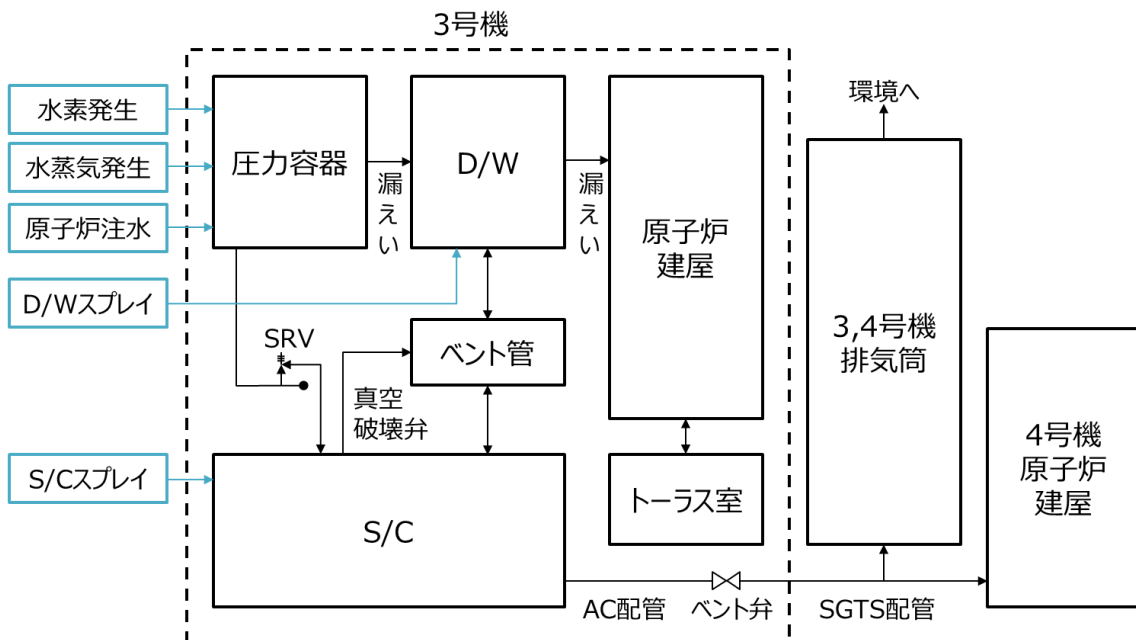 3号機
水素発生
水蒸気発生
原子炉注水
D/Wスプレイ
S/Cスプレイ
圧力容器
漏えい
D/W
漏えい
原子炉
建屋
SRV
真空
破壊弁
ベント管
S/C
トーラス室
AC配管
ベント弁
SGTS配管
環境へ
3,4号機
排気筒
4号機
原子炉
建屋